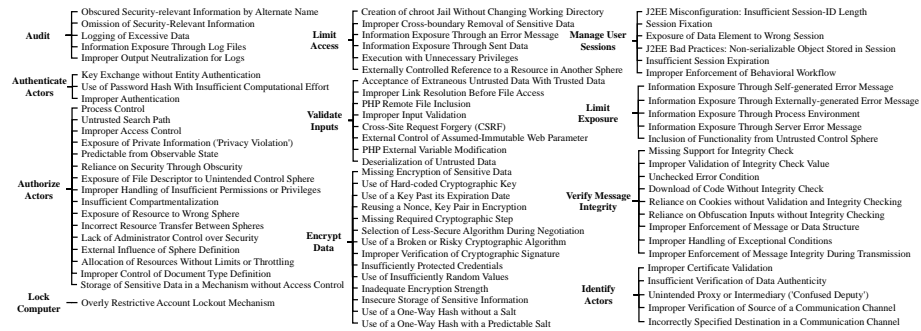 Audit
Obscured Security-relevant Information by Alternate Name
Omission of Security-Relevant Information
Logging of Excessive Data
Information Exposure Through Log Files
Improper Output Neutralization for Logs
Authenticate Actors
Key Exchange without Entity Authentication
Use of Password Hash With Insufficient Computational Effort
Improper Authentication
Authorize Actors
Process Control
Untrusted Search Path
Improper Access Control
Exposure of Private Information ('Privacy Violation')
Predictable from Observable State
Reliance on Security Through Obscurity
Exposure of File Descriptor to Unintended Control Sphere
Improper Handling of Insufficient Permissions or Privileges
Insufficient Compartmentalization
Exposure of Resource to Wrong Sphere
Incorrect Resource Transfer Between Spheres
Lack of Administrator Control over Security
External Influence of Sphere Definition
Allocation of Resources Without Limits or Throttling
Improper Control of Document Type Definition
Storage of Sensitive Data in a Mechanism without Access Control
Lock Computer
Overly Restrictive Account Lockout Mechanism
Limit Access
Creation of chroot Jail Without Changing Working Directory
Improper Cross-boundary Removal of Sensitive Data
Information Exposure Through an Error Message
Information Exposure Through Sent Data
Execution with Unnecessary Privileges
Externally Controlled Reference to a Resource in Another Sphere
Validate Inputs
Acceptance of Extraneous Untrusted Data With Trusted Data
Improper Link Resolution Before File Access
PHP Remote File Inclusion
Improper Input Validation
Cross-Site Request Forgery (CSRF)
External Control of Assumed-Immutable Web Parameter
PHP External Variable Modification
Deserialization of Untrusted Data
Encrypt Data
Missing Encryption of Sensitive Data
Use of Hard-coded Cryptographic Key
Use of a Key Past its Expiration Date
Reusing a Nonce, Key Pair in Encryption
Missing Required Cryptographic Step
Selection of Less-Secure Algorithm During Negotiation
Use of a Broken or Risky Cryptographic Algorithm
Improper Verification of Cryptographic Signature
Insufficiently Protected Credentials
Use of Insufficiently Random Values
Inadequate Encryption Strength
Insecure Storage of Sensitive Information
Use of a One-Way Hash without a Salt
Use of a One-Way Hash with a Predictable Salt
Manage User Sessions
J2EE Misconfiguration: Insufficient Session-ID Length
Session Fixation
Exposure of Data Element to Wrong Session
J2EE Bad Practices: Non-serializable Object Stored in Session
Insufficient Session Expiration
Improper Enforcement of Behavioral Workflow
Limit Exposure
Information Exposure Through Self-generated Error Message
Information Exposure Through Externally-generated Error Message
Information Exposure Through Process Environment
Information Exposure Through Server Error Message
Inclusion of Functionality from Untrusted Control Sphere
Verify Message Integrity
Missing Support for Integrity Check
Improper Validation of Integrity Check Value
Unchecked Error Condition
Download of Code Without Integrity Check
Reliance on Cookies without Validation and Integrity Checking
Reliance on Obfuscation Inputs without Integrity Checking
Improper Enforcement of Message or Data Structure
Improper Handling of Exceptional Conditions
Improper Enforcement of Message Integrity During Transmission
Identify Actors
Improper Certificate Validation
Insufficient Verification of Data Authenticity
Unintended Proxy or Intermediary ('Confused Deputy')
Improper Verification of Source of a Communication Channel
Incorrectly Specified Destination in a Communication Channel